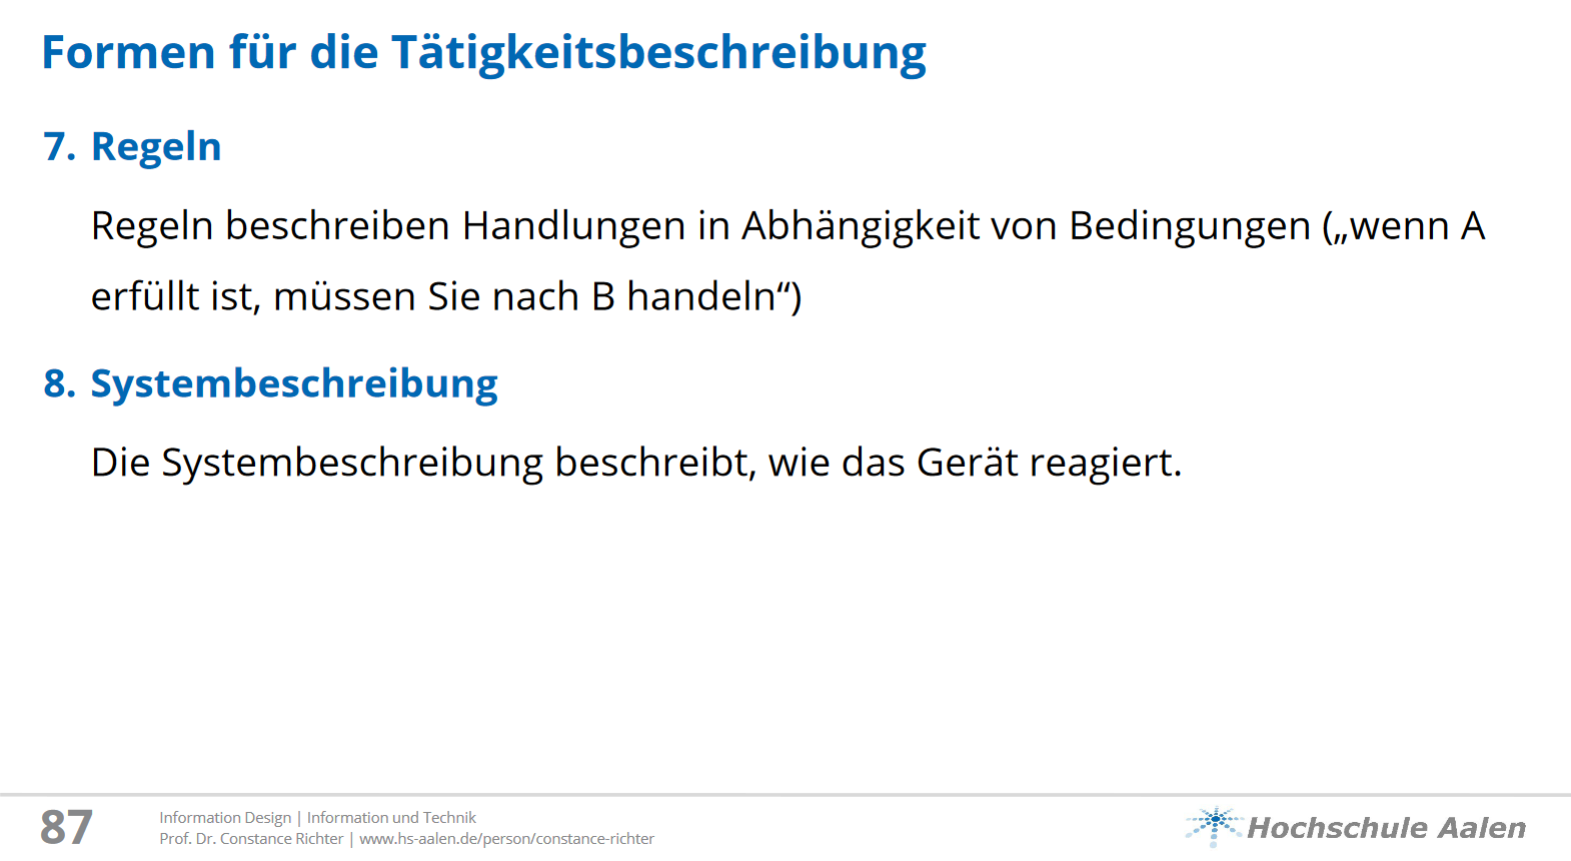 Formen für die Tätigkeitsbeschreibung
7. Regeln
Regeln beschreiben Handlungen in Abhängigkeit von Bedingungen („wenn A
erfüllt ist, müssen Sie nach B handeln“)
8. Systembeschreibung
Die Systembeschreibung beschreibt, wie das Gerät reagiert.
87
Information Design | Information und Technik
Prof. Dr. Constance Richter | www.hs-aalen.de/person/constance-richter
Hochschule Aalen